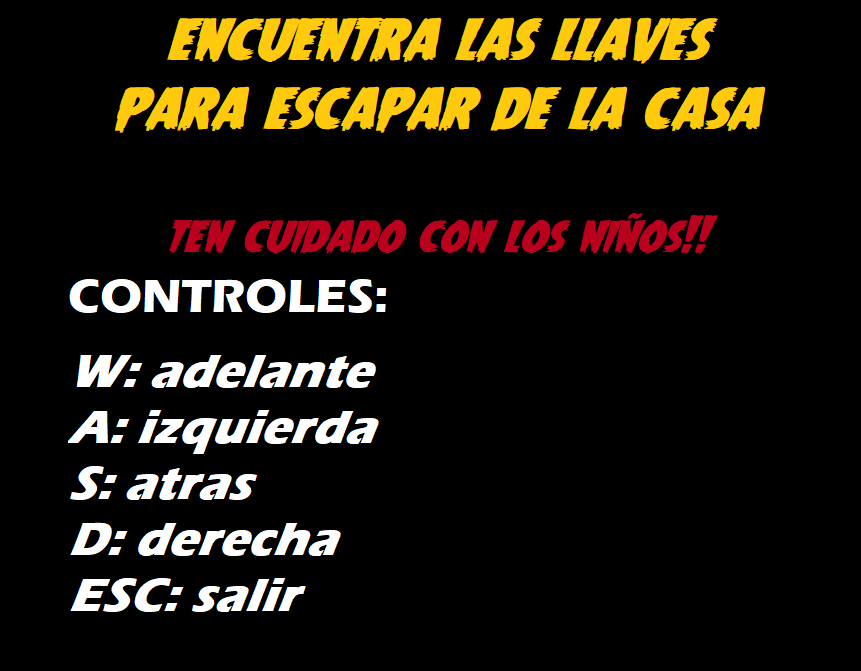 ENCUENTRA LAS LLAVES
PARA ESCAPAR DE LA CASA
TEN CUIDADO CON LOS NIÑOS!!
CONTROLES:
W: adelante
A: izquierda
S: atras
D: derecha
ESC: salir